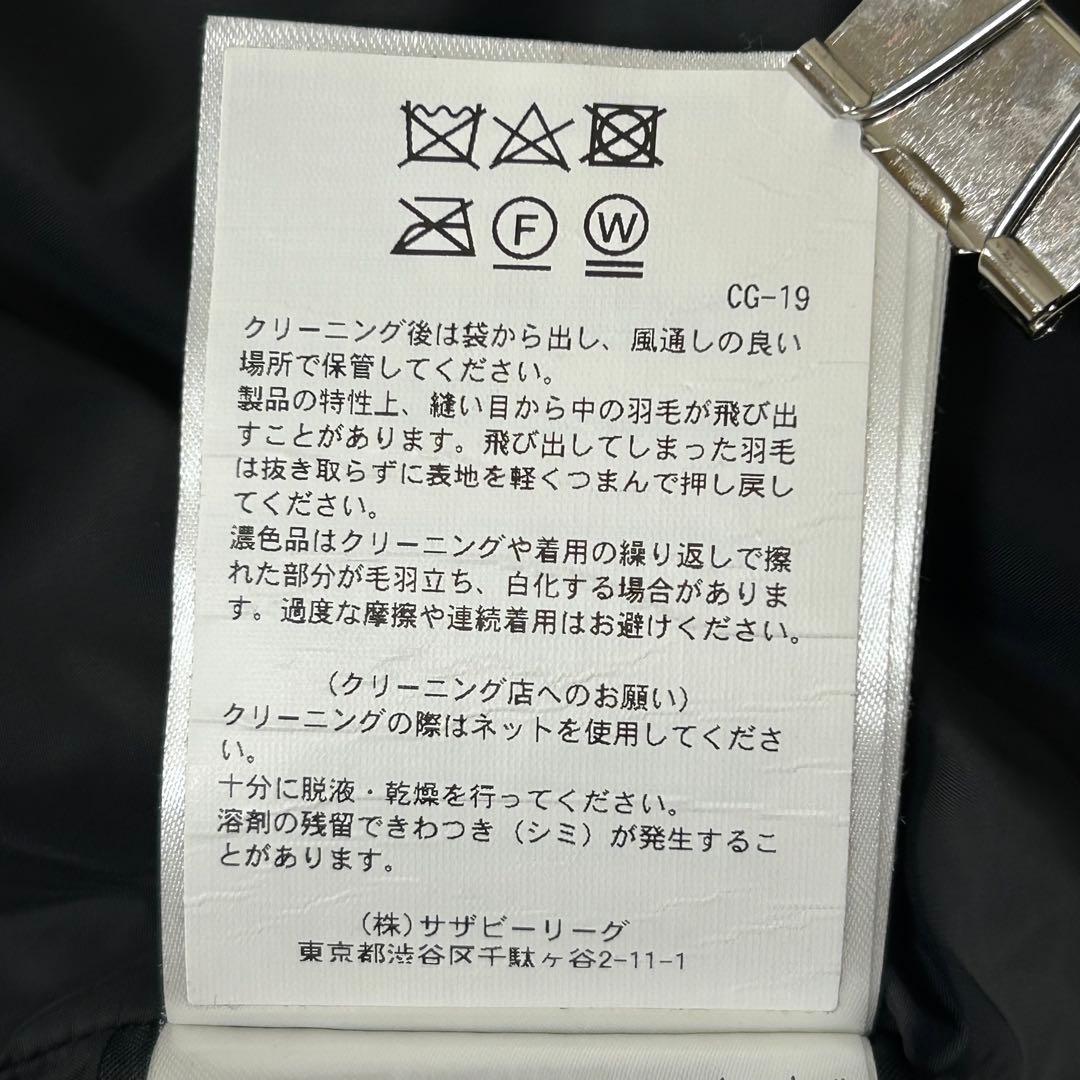 F W
CG-19
クリーニング後は袋から出し、風通しの良い
場所で保管してください。
製品の特性上、縫い目から中の羽毛が飛び出
すことがあります。飛び出してしまった羽毛
は抜き取らずに表地を軽くつまんで押し戻し
てください。
濃色品はクリーニングや着用の繰り返しで擦
れた部分が毛羽立ち、白化する場合がありま
す。過度な摩擦や連続着用はお避けください。
(クリーニング店へのお願い)
クリーニングの際はネットを使用してくださ
い。
十分に脱液・乾燥を行ってください。
溶剤の残留できわつき(シミ)が発生するこ
とがあります。
(株)サザビーリーグ
東京都渋谷区千駄ヶ谷2-11-1